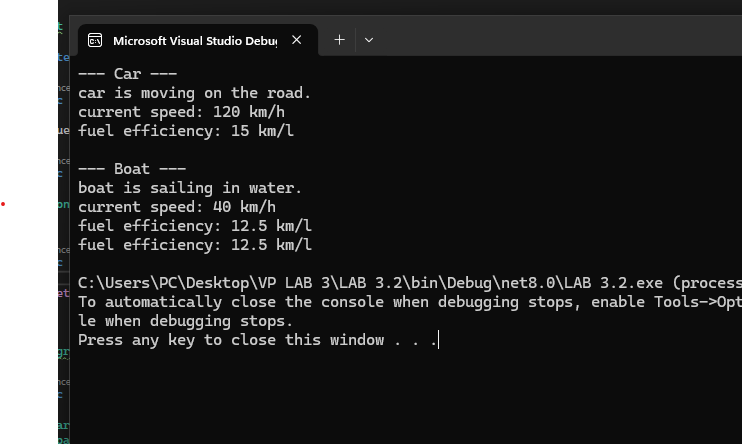 Microsoft Visual Studio Debug
--- Car ---
car is moving on the road.
current speed: 120 km/h
fuel efficiency: 15 km/l
--- Boat ---
boat is sailing in water.
current speed: 40 km/h
fuel efficiency: 12.5 km/l
fuel efficiency: 12.5 km/l
C:\Users\PC\Desktop\VP LAB 3\LAB 3.2\bin\Debug\net8.0\LAB 3.2.exe (process
To automatically close the console when debugging stops, enable Tools->Opt
le when debugging stops.
Press any key to close this window . . .